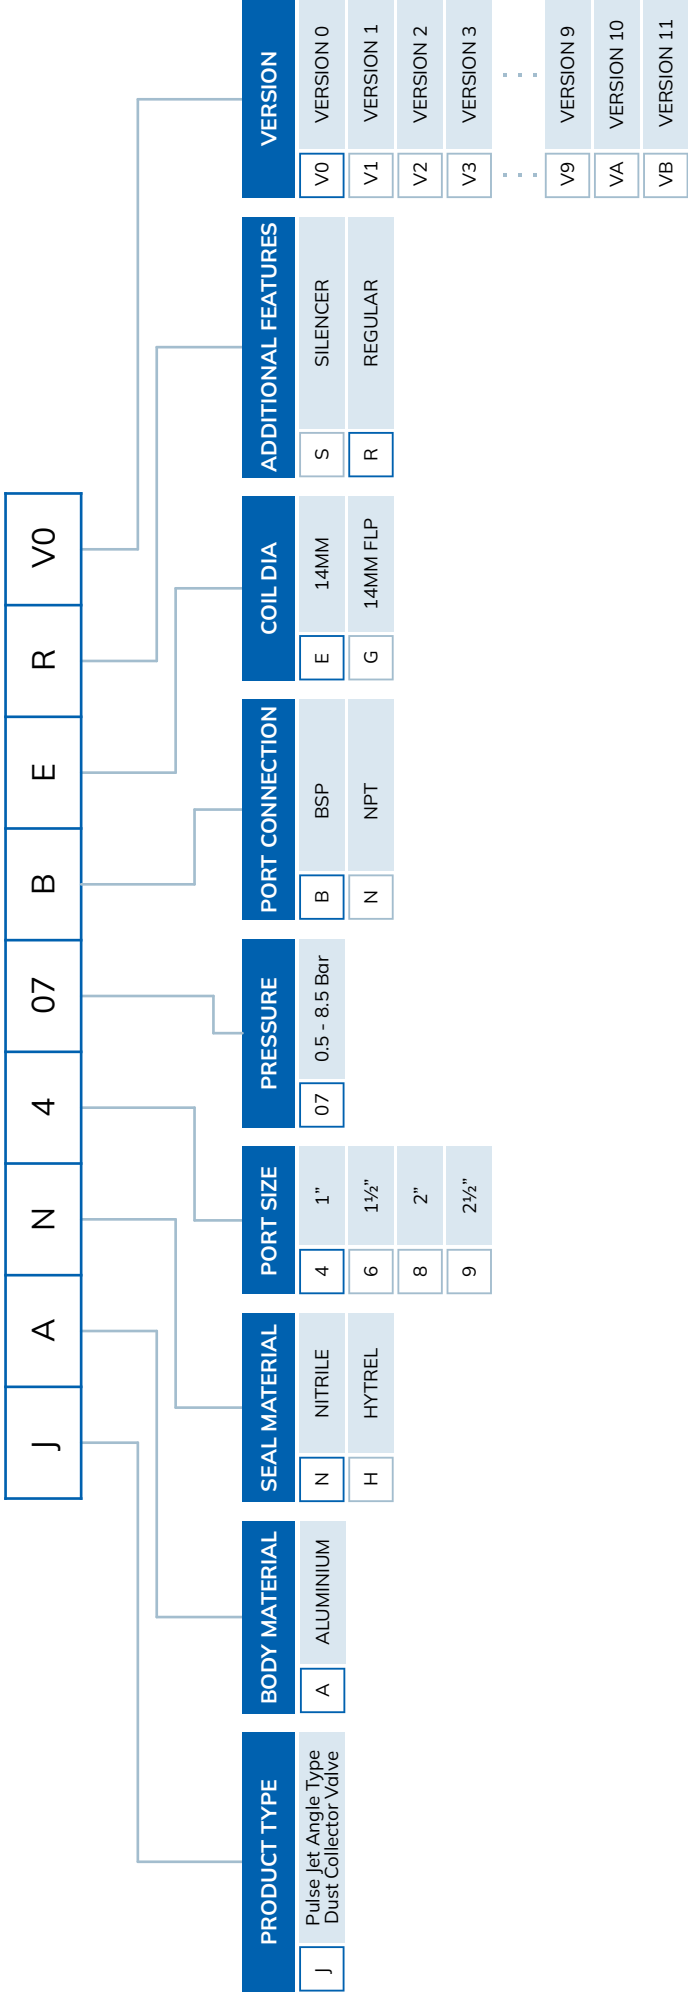 J A N 4 07 B E R V0
PRODUCT TYPE
J Pulse Jet Angle Type
Dust Collector Valve
BODY MATERIAL
A ALUMINIUM
SEAL MATERIAL
N NITRILE
H HYTREL
PORT SIZE
4 1”
6 1½”
8 2”
9 2½”
PRESSURE
07 0.5 - 8.5 Bar
PORT CONNECTION
B BSP
N NPT
COIL DIA
E 14MM
G 14MM FLP
ADDITIONAL FEATURES
S SILENCER
R REGULAR
VERSION
V0 VERSION 0
V1 VERSION 1
V2 VERSION 2
V3 VERSION 3
... ...
V9 VERSION 9
VA VERSION 10
VB VERSION 11